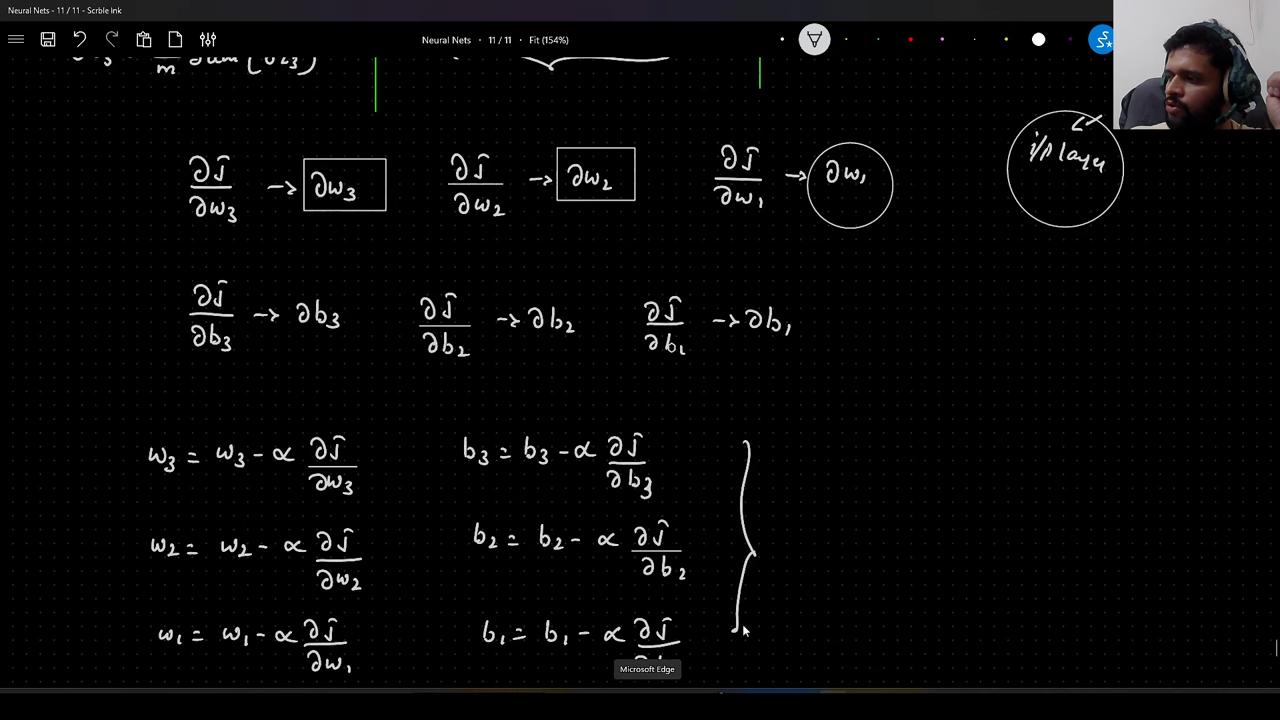 Neural Nets - 11 / 11 - Scrble Ink
Neural Nets • 11 / 11 • Fit (154%)
m
∂J/∂w₃ → ∂w₃ ∂J/∂w₂ → ∂w₂ ∂J/∂w₁ → ∂w₁ i/p layer
∂J/∂b₃ → ∂b₃ ∂J/∂b₂ → ∂b₂ ∂J/∂b₁ → ∂b₁
w₃ = w₃ - α ∂J/∂w₃ b₃ = b₃ - α ∂J/∂b₃
w₂ = w₂ - α ∂J/∂w₂ b₂ = b₂ - α ∂J/∂b₂
w₁ = w₁ - α ∂J/∂w₁ b₁ = b₁ - α ∂J
Microsoft Edge